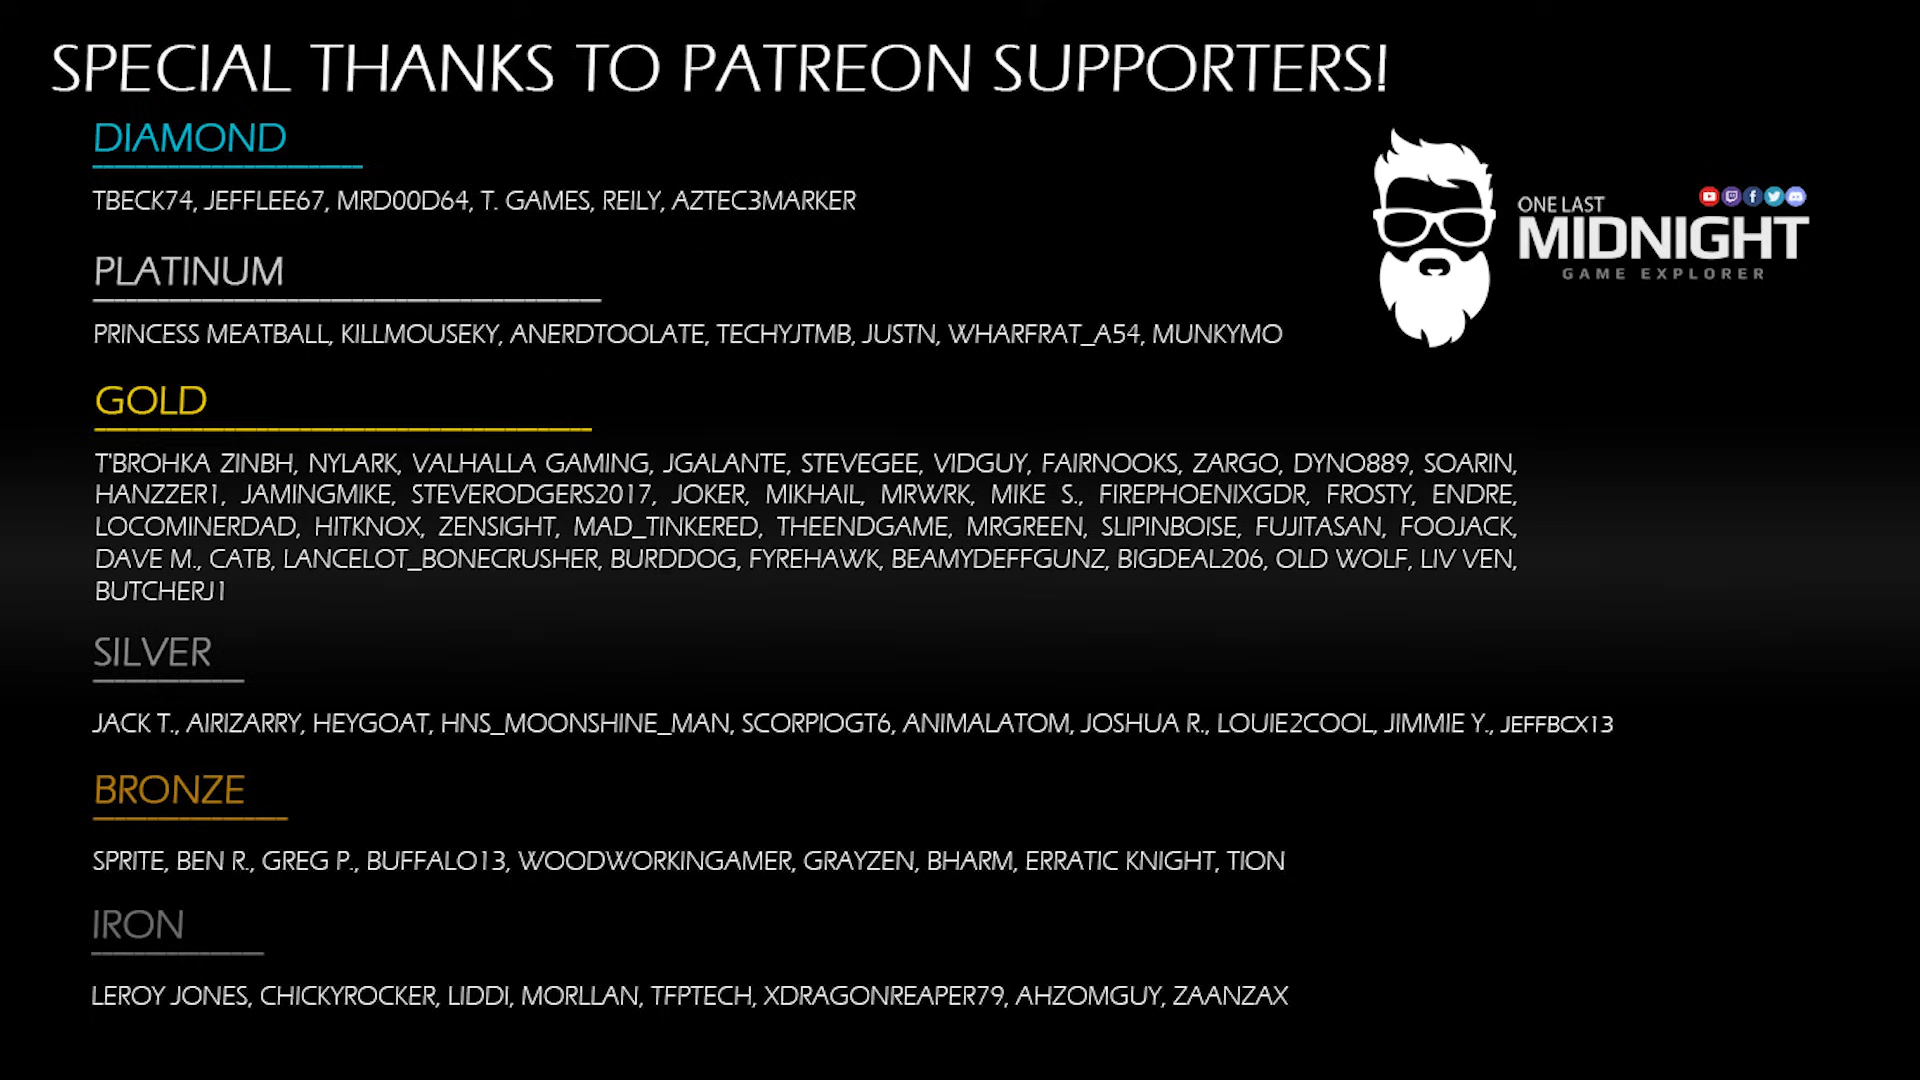 SPECIAL THANKS TO PATREON SUPPORTERS!
DIAMOND
TBECK74, JEFFLEE67, MRD00D64, T. GAMES, REILY, AZTEC3MARKER
ONE LAST
MIDNIGHT
GAME EXPLORER
PLATINUM
PRINCESS MEATBALL, KILLMOUSEKY, ANERDTOOLATE, TECHYJTMB, JUSTN, WHARFRAT_A54, MUNKYMO
GOLD
T'BROHKA ZINBH, NYLARK, VALHALLA GAMING, JGALANTE, STEVEGEE, VIDGUY, FAIRNOOKS, ZARGO, DYNO889, SOARIN,
HANZZER1, JAMINGMIKE, STEVERODGERS2017, JOKER, MIKHAIL, MRWRK, MIKE S., FIREPHOENIXGDR, FROSTY, ENDRE,
LOCOMINERDAD, HITKNOX, ZENSIGHT, MAD_TINKERED, THEENDGAME, MRGREEN, SLIPINBOISE, FUJITASAN, FOOJACK,
DAVE M., CATB, LANCELOT_BONECRUSHER, BURDDOG, FYREHAWK, BEAMYDEFFGUNZ, BIGDEAL206, OLD WOLF, LIV VEN,
BUTCHERJ1
SILVER
JACK T., AIRIZARRY, HEYGOAT, HNS_MOONSHINE_MAN, SCORPIOGT6, ANIMALATOM, JOSHUA R., LOUIE2COOL, JIMMIE Y., JEFFBCX13
BRONZE
SPRITE, BEN R., GREG P., BUFFALO13, WOODWORKINGAMER, GRAYZEN, BHARM, ERRATIC KNIGHT, TION
IRON
LEROY JONES, CHICKYROCKER, LIDDI, MORLLAN, TFPTECH, XDRAGONREAPER79, AHZOMGUY, ZAANZAX